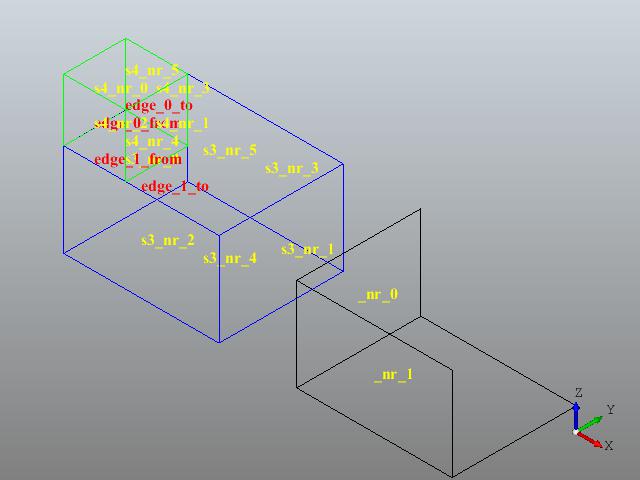 s4_nr_5
s4_nr_0
s4_nr_3
edge_0_to
edge_0_from
s4_nr_1
s4_nr_4
s3_nr_5
edge_1_from
s3_nr_3
edge_1_to
s3_nr_2
s3_nr_1
s3_nr_4
_nr_0
_nr_1
Z
Y
X